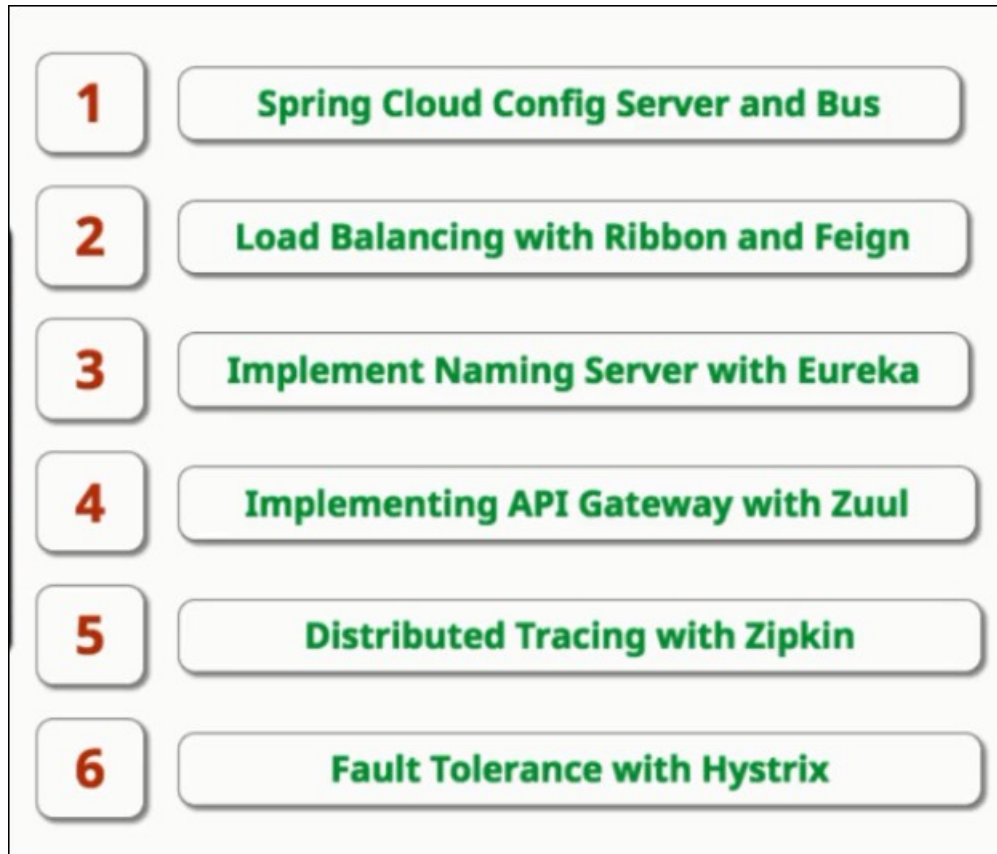 1 Spring Cloud Config Server and Bus
2 Load Balancing with Ribbon and Feign
3 Implement Naming Server with Eureka
4 Implementing API Gateway with Zuul
5 Distributed Tracing with Zipkin
6 Fault Tolerance with Hystrix